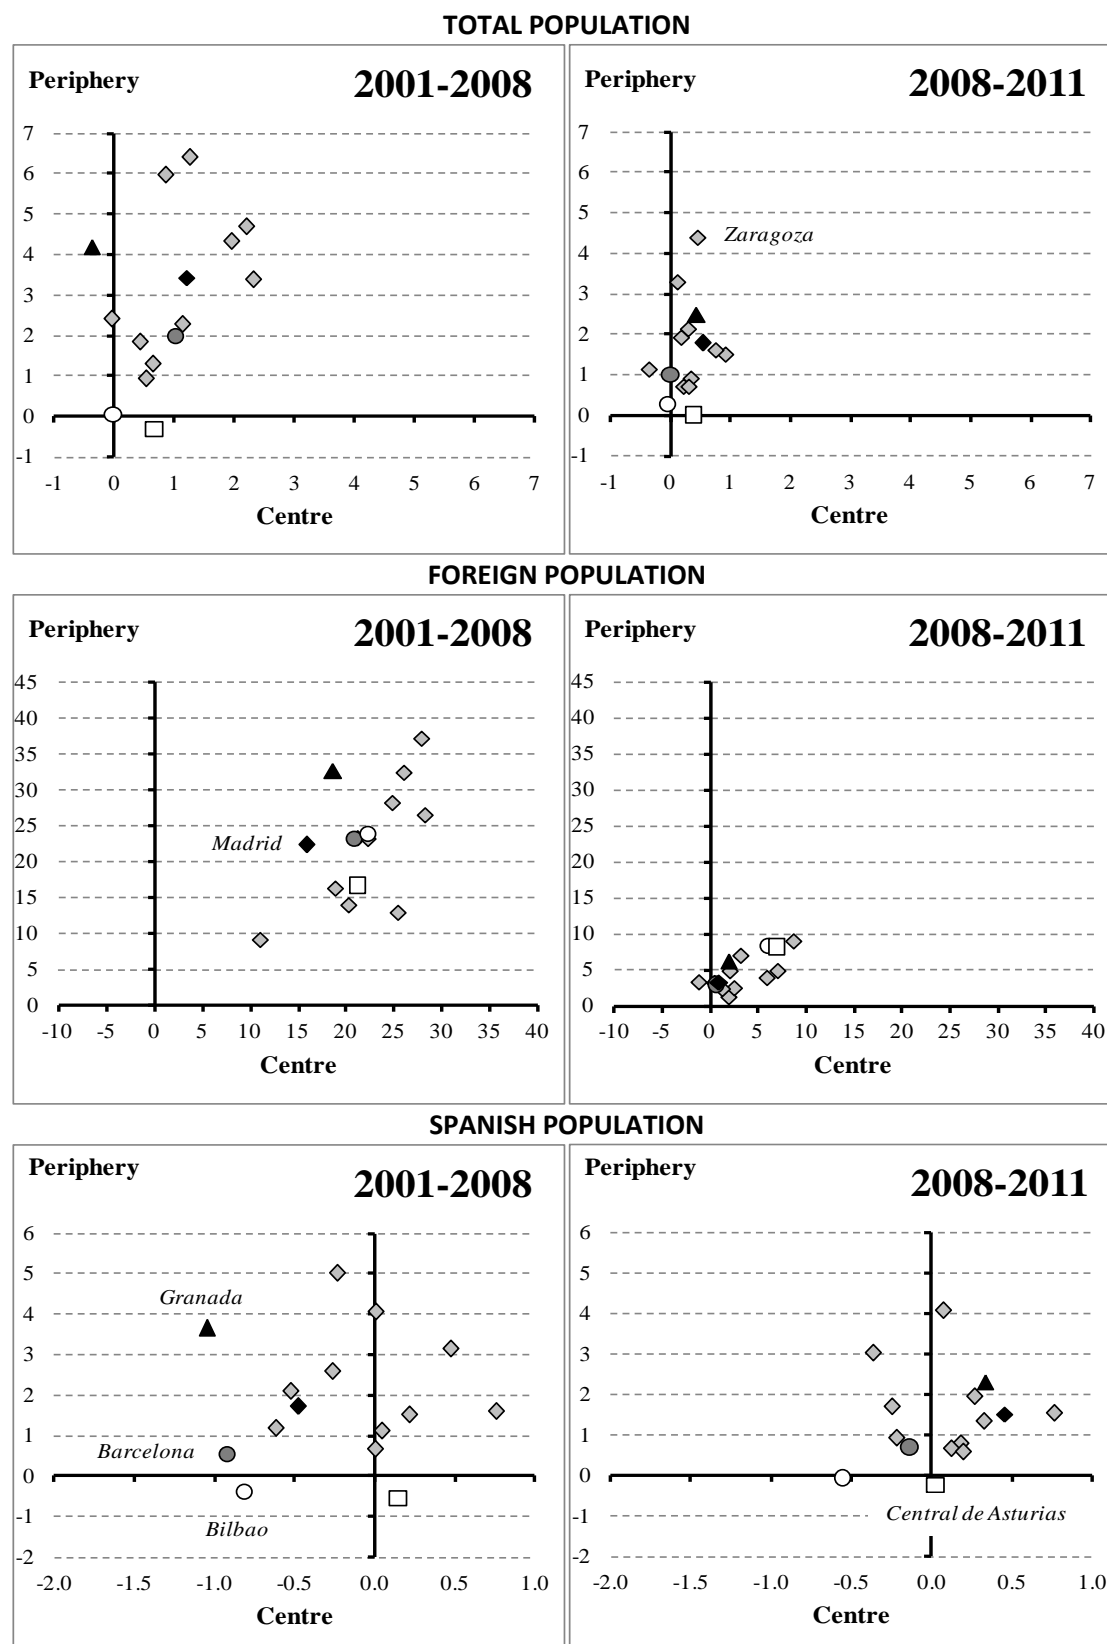 TOTAL POPULATION
Periphery 2001-2008
7
6
5
4
3
2
1
0
-1
-1 0 1 2 3 4 5 6 7
Centre
Periphery 2008-2011
7
6
5
4
Zaragoza
3
2
1
0
-1
-1 0 1 2 3 4 5 6 7
Centre
FOREIGN POPULATION
Periphery 2001-2008
45
40
35
30
25
Madrid
20
15
10
5
0
-10 -5 0 5 10 15 20 25 30 35 40
Centre
Periphery 2008-2011
45
40
35
30
25
20
15
10
5
0
-10 -5 0 5 10 15 20 25 30 35 40
Centre
SPANISH POPULATION
Periphery 2001-2008
6
5
Granada
4
3
2
1
Barcelona
0
-1
Bilbao
-2
-2.0 -1.5 -1.0 -0.5 0.0 0.5 1.0
Centre
Periphery 2008-2011
6
5
4
3
2
1
0
-1
Central de Asturias
-2
-2.0 -1.5 -1.0 -0.5 0.0 0.5 1.0
Centre